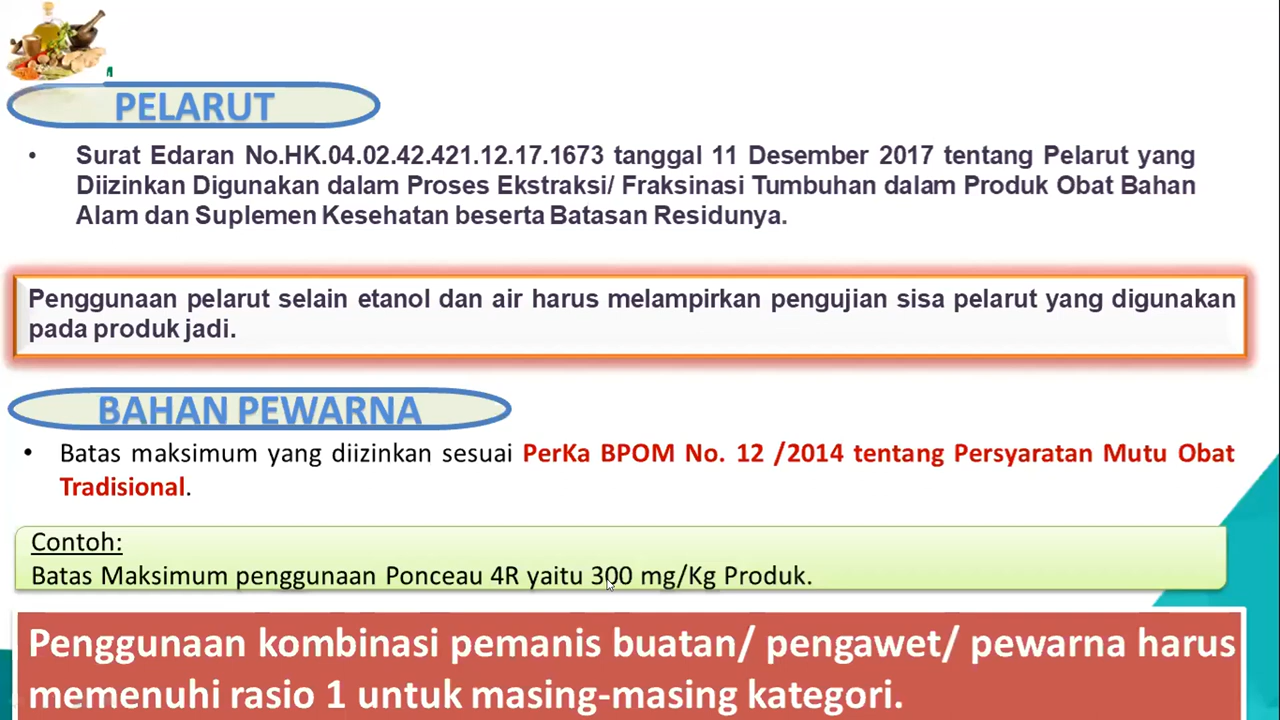 PELARUT
• Surat Edaran No.HK.04.02.42.421.12.17.1673 tanggal 11 Desember 2017 tentang Pelarut yang
Diizinkan Digunakan dalam Proses Ekstraksi/ Fraksinasi Tumbuhan dalam Produk Obat Bahan
Alam dan Suplemen Kesehatan beserta Batasan Residunya.
Penggunaan pelarut selain etanol dan air harus melampirkan pengujian sisa pelarut yang digunakan
pada produk jadi.
BAHAN PEWARNA
• Batas maksimum yang diizinkan sesuai PerKa BPOM No. 12 /2014 tentang Persyaratan Mutu Obat
Tradisional.
Contoh:
Batas Maksimum penggunaan Ponceau 4R yaitu 300 mg/Kg Produk.
Penggunaan kombinasi pemanis buatan/ pengawet/ pewarna harus
memenuhi rasio 1 untuk masing-masing kategori.